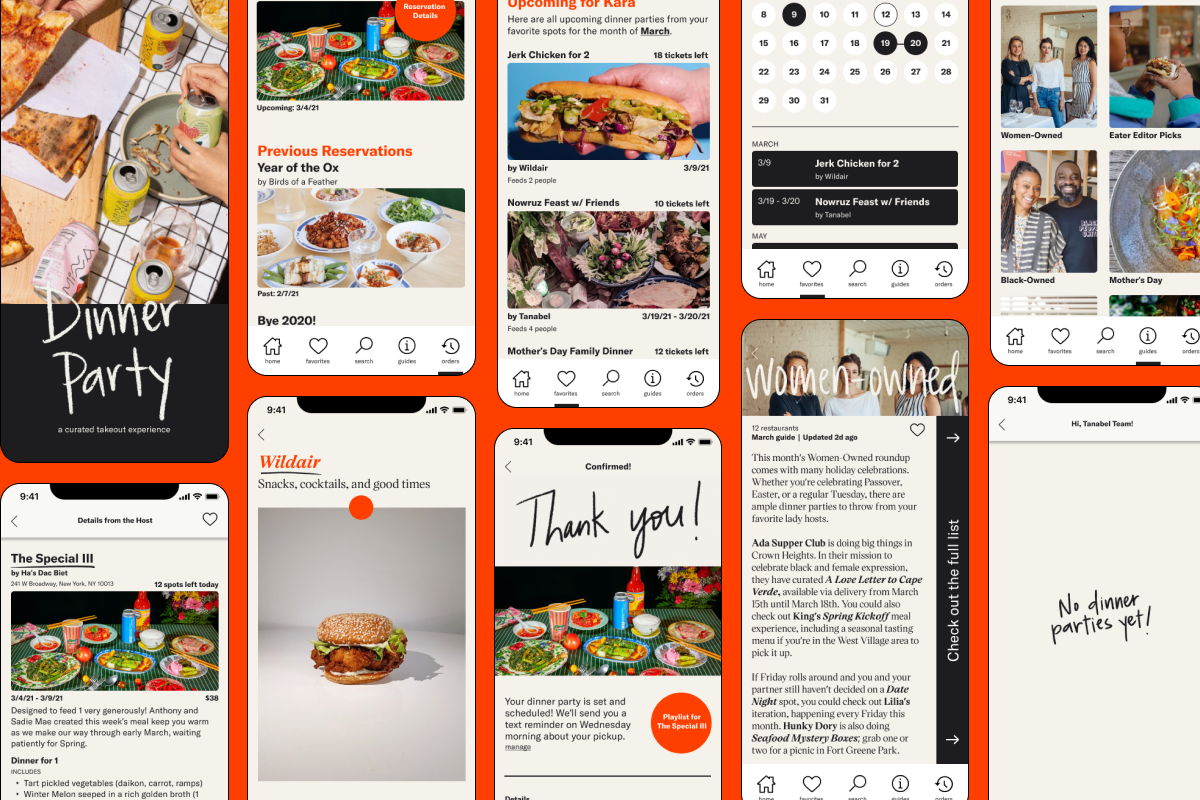 Dinner
Party
a curated takeout experience
9:41
Details from the Host
The Special III
by Ha's Dac Biet
241 W Broadway, New York, NY 10013
12 spots left today
3/4/21 - 3/9/21
$38
Designed to feed 1 very generously! Anthony and
Sadie Mae created this week's meal keep you warm
as we make our way through early March, waiting
patiently for Spring.
Dinner for 1
INCLUDES
• Tart pickled vegetables (daikon, carrot, ramps)
• Winter Melon seeped in a rich golden broth (1
Reservation
Details
Upcoming: 3/4/21
Previous Reservations
Year of the Ox
by Birds of a Feather
Past: 2/7/21
Bye 2020!
home
favorites
search
guides
orders
9:41
Wildair
Snacks, cocktails, and good times
Upcoming for Kara
Here are all upcoming dinner parties from your
favorite spots for the month of March.
Jerk Chicken for 2
18 tickets left
by Wildair
3/9/21
Feeds 2 people
Nowruz Feast w/ Friends
10 tickets left
by Tanabel
3/19/21 - 3/20/21
Feeds 4 people
Mother's Day Family Dinner
12 tickets left
home
favorites
search
guides
orders
9:41
Confirmed!
Thank you!
Your dinner party is set and
scheduled! We'll send you a
text reminder on Wednesday
morning about your pickup.
manage
Playlist for
The Special III
Details
8 9 10 11 12 13 14
15 16 17 18 19 20 21
22 23 24 25 26 27 28
29 30 31
MARCH
3/9
Jerk Chicken for 2
by Wildair
3/19 - 3/20
Nowruz Feast w/ Friends
by Tanabel
MAY
home
favorites
search
guides
orders
Women-owned
12 restaurants
March guide | Updated 2d ago
This month's Women-Owned roundup
comes with many holiday celebrations.
Whether you're celebrating Passover,
Easter, or a regular Tuesday, there are
ample dinner parties to throw from your
favorite lady hosts.
Ada Supper Club is doing big things in
Crown Heights. In their mission to
celebrate black and female expression,
they have curated A Love Letter to Cape
Verde, available via delivery from March
15th until March 18th. You could also
check out King's Spring Kickoff meal
experience, including a seasonal tasting
menu if you're in the West Village area to
pick it up.
If Friday rolls around and you and your
partner still haven't decided on a Date
Night spot, you could check out Lilia's
iteration, happening every Friday this
month. Hunky Dory is also doing
Seafood Mystery Boxes; grab one or
two for a picnic in Fort Greene Park.
Check out the full list
home
favorites
search
guides
orders
Women-Owned
Eater Editor Picks
Black-Owned
Mother's Day
home
favorites
search
guides
orders
9:41
Hi, Tanabel Team!
No dinner
parties yet!